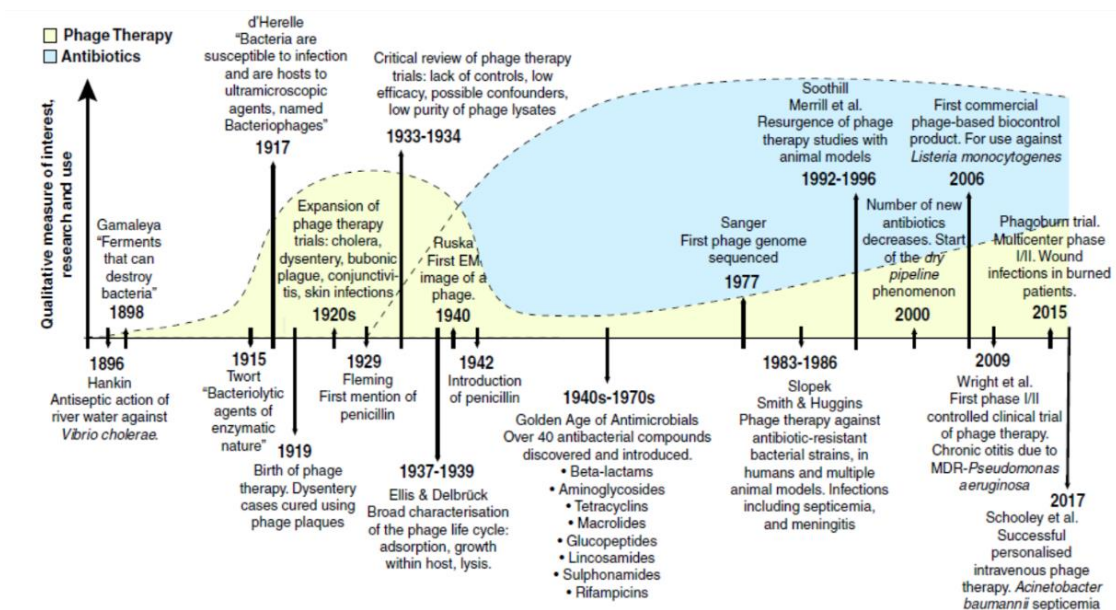 Phage Therapy
Antibiotics
Qualitative measure of interest,
research and use
1896
Hankin
Antiseptic action of
river water against
Vibrio cholerae.
Gamaleya
“Ferments
that can
destroy
bacteria”
1898
1915
Twort
“Bacteriolytic
agents of
enzymatic
nature”
d’Herelle
“Bacteria are
susceptible to infection
and are hosts to
ultramicroscopic
agents, named
Bacteriophages”
1917
1919
Birth of phage
therapy. Dysentery
cases cured using
phage plaques
Expansion of
phage therapy
trials: cholera,
dysentery, bubonic
plague, conjunctivi-
tis, skin infections
1920s
1929
Fleming
First mention of
penicillin
Critical review of phage therapy
trials: lack of controls, low
efficacy, possible confounders,
low purity of phage lysates
1933-1934
1937-1939
Ellis & Delbrück
Broad characterisation
of the phage life cycle:
adsorption, growth
within host, lysis.
Ruska
First EM
image of a
phage.
1940
1942
Introduction
of penicillin
1940s-1970s
Golden Age of Antimicrobials
Over 40 antibacterial compounds
discovered and introduced.
• Beta-lactams
• Aminoglycosides
• Tetracyclins
• Macrolides
• Glucopeptides
• Lincosamides
• Sulphonamides
• Rifampicins
Sanger
First phage genome
sequenced
1977
1983-1986
Slopek
Smith & Huggins
Phage therapy against
antibiotic-resistant
bacterial strains, in
humans and multiple
animal models. Infections
including septicemia,
and meningitis
Soothill
Merrill et al.
Resurgence of phage
therapy studies with
animal models
1992-1996
Number of new
antibiotics
decreases. Start
of the dry
pipeline
phenomenon
2000
First commercial
phage-based biocontrol
product. For use against
Listeria monocytogenes
2006
2009
Wright et al.
First phase I/II
controlled clinical trial
of phage therapy.
Chronic otitis due to
MDR-Pseudomonas
aeruginosa
Phagoburn trial.
Multicenter phase
I/II. Wound
infections in burned
patients.
2015
2017
Schooley et al.
Successful
personalised
intravenous phage
therapy. Acinetobacter
baumannii septicemia